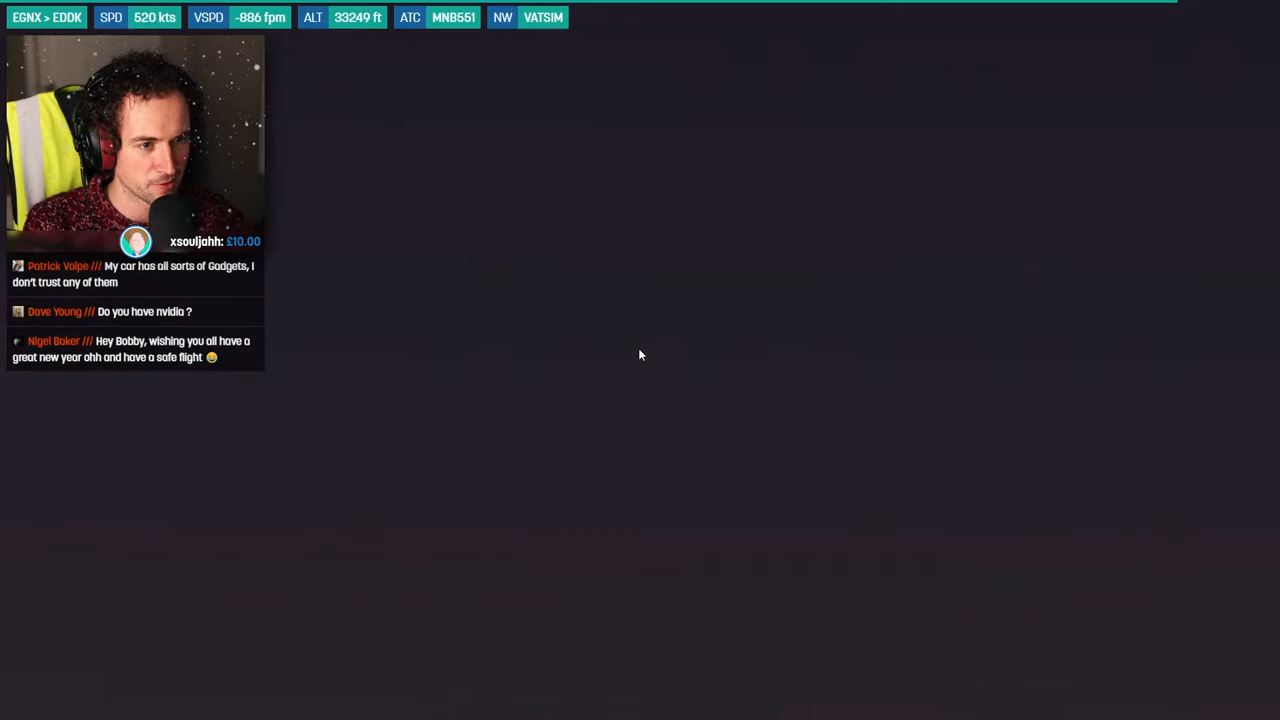 EGNX > EDDK SPD 520 kts VSPD -886 fpm ALT 33249 ft ATC MNB551 NW VATSIM
xsouljahh: £10.00
Patrick Volpe /// My car has all sorts of Gadgets, I
don't trust any of them
Dave Young /// Do you have nvidia ?
Nigel Baker /// Hey Bobby, wishing you all have a
great new year ohh and have a safe flight 😂